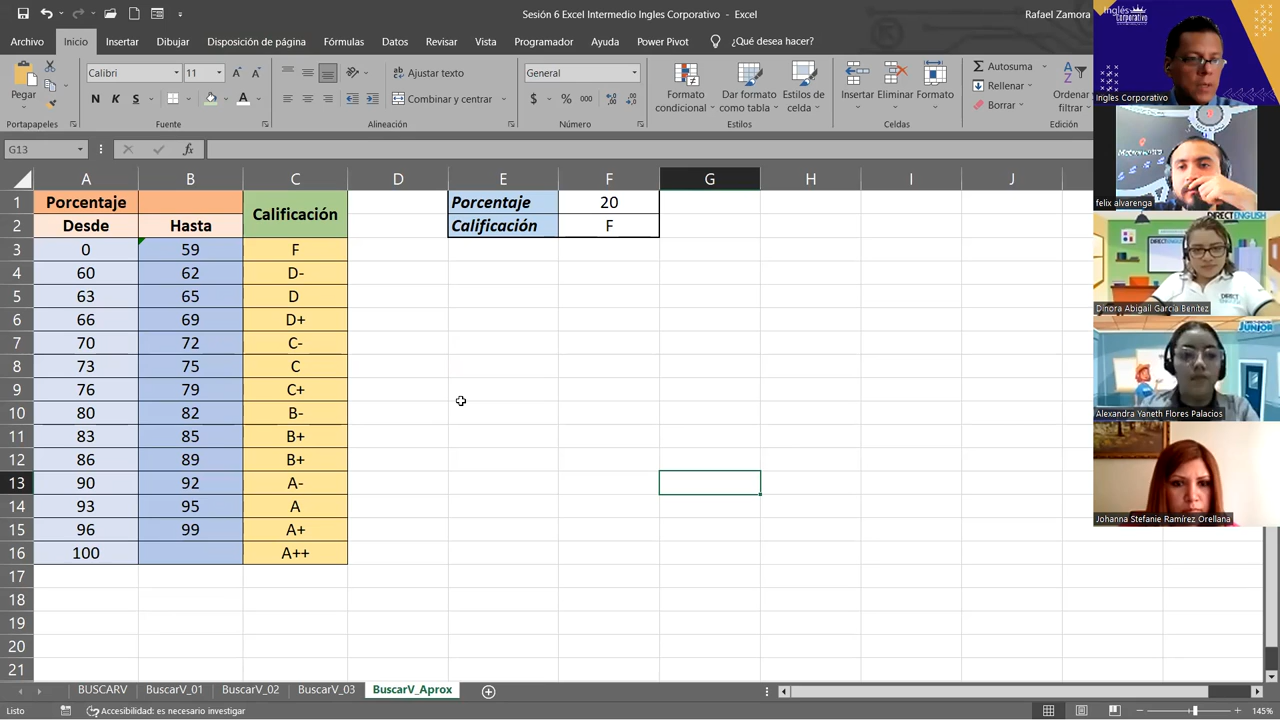 Sesión 6 Excel Intermedio Ingles Corporativo - Excel
Rafael Zamora
Archivo Inicio Insertar Dibujar Disposición de página Fórmulas Datos Revisar Vista Programador Ayuda Power Pivot ¿Qué desea hacer?
Pegar
Calibri 11
N K S
Ajustar texto
Combinar y centrar
General
$ % 000
Formato condicional
Dar formato como tabla
Estilos de celda
Insertar Eliminar Formato
Autosuma
Rellenar
Borrar
Ordenar filtrar
Portapapeles Fuente Alineación Número Estilos Celdas Edición
G13 fx
A B C D E F G H I J
1 Porcentaje Calificación Porcentaje 20
2 Desde Hasta Calificación F
3 0 59 F
4 60 62 D-
5 63 65 D
6 66 69 D+
7 70 72 C-
8 73 75 C
9 76 79 C+
10 80 82 B-
11 83 85 B+
12 86 89 B+
13 90 92 A-
14 93 95 A
15 96 99 A+
16 100 A++
17
18
19
20
21
BUSCARV BuscarV_01 BuscarV_02 BuscarV_03 BuscarV_Aprox
Listo Accesibilidad: es necesario investigar 145%
Inglés Corporativo
Ingles Corporativo
felix alvarenga
DIRECT ENGLISH
DIRECT
Dinora Abigail García Benítez
JUNIOR
Alexandra Yaneth Flores Palacios
Johanna Stefanie Ramírez Orellana